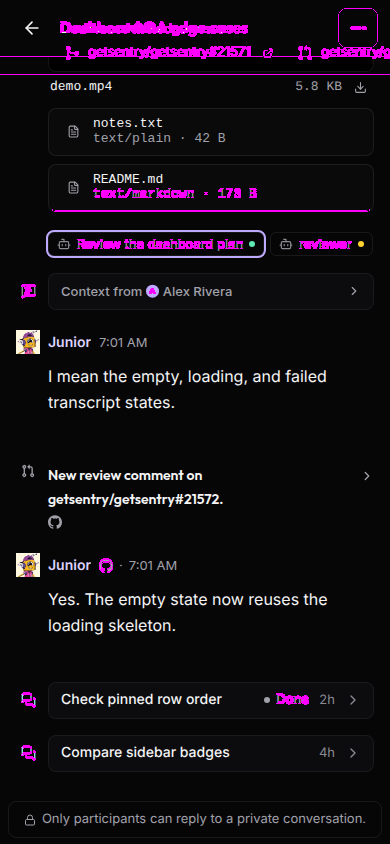 getsentry/getsentry#21571
demo.mp4
5.8 KB
notes.txt
text/plain · 42 B
README.md
text/markdown ·
Review the dashboard plan
reviewer
Context from Alex Rivera
Junior 7:01 AM
I mean the empty, loading, and failed
transcript states.
New review comment on
getsentry/getsentry#21572.
Junior · 7:01 AM
Yes. The empty state now reuses the
loading skeleton.
Check pinned row order
Done 2h
Compare sidebar badges
4h
Only participants can reply to a private conversation.